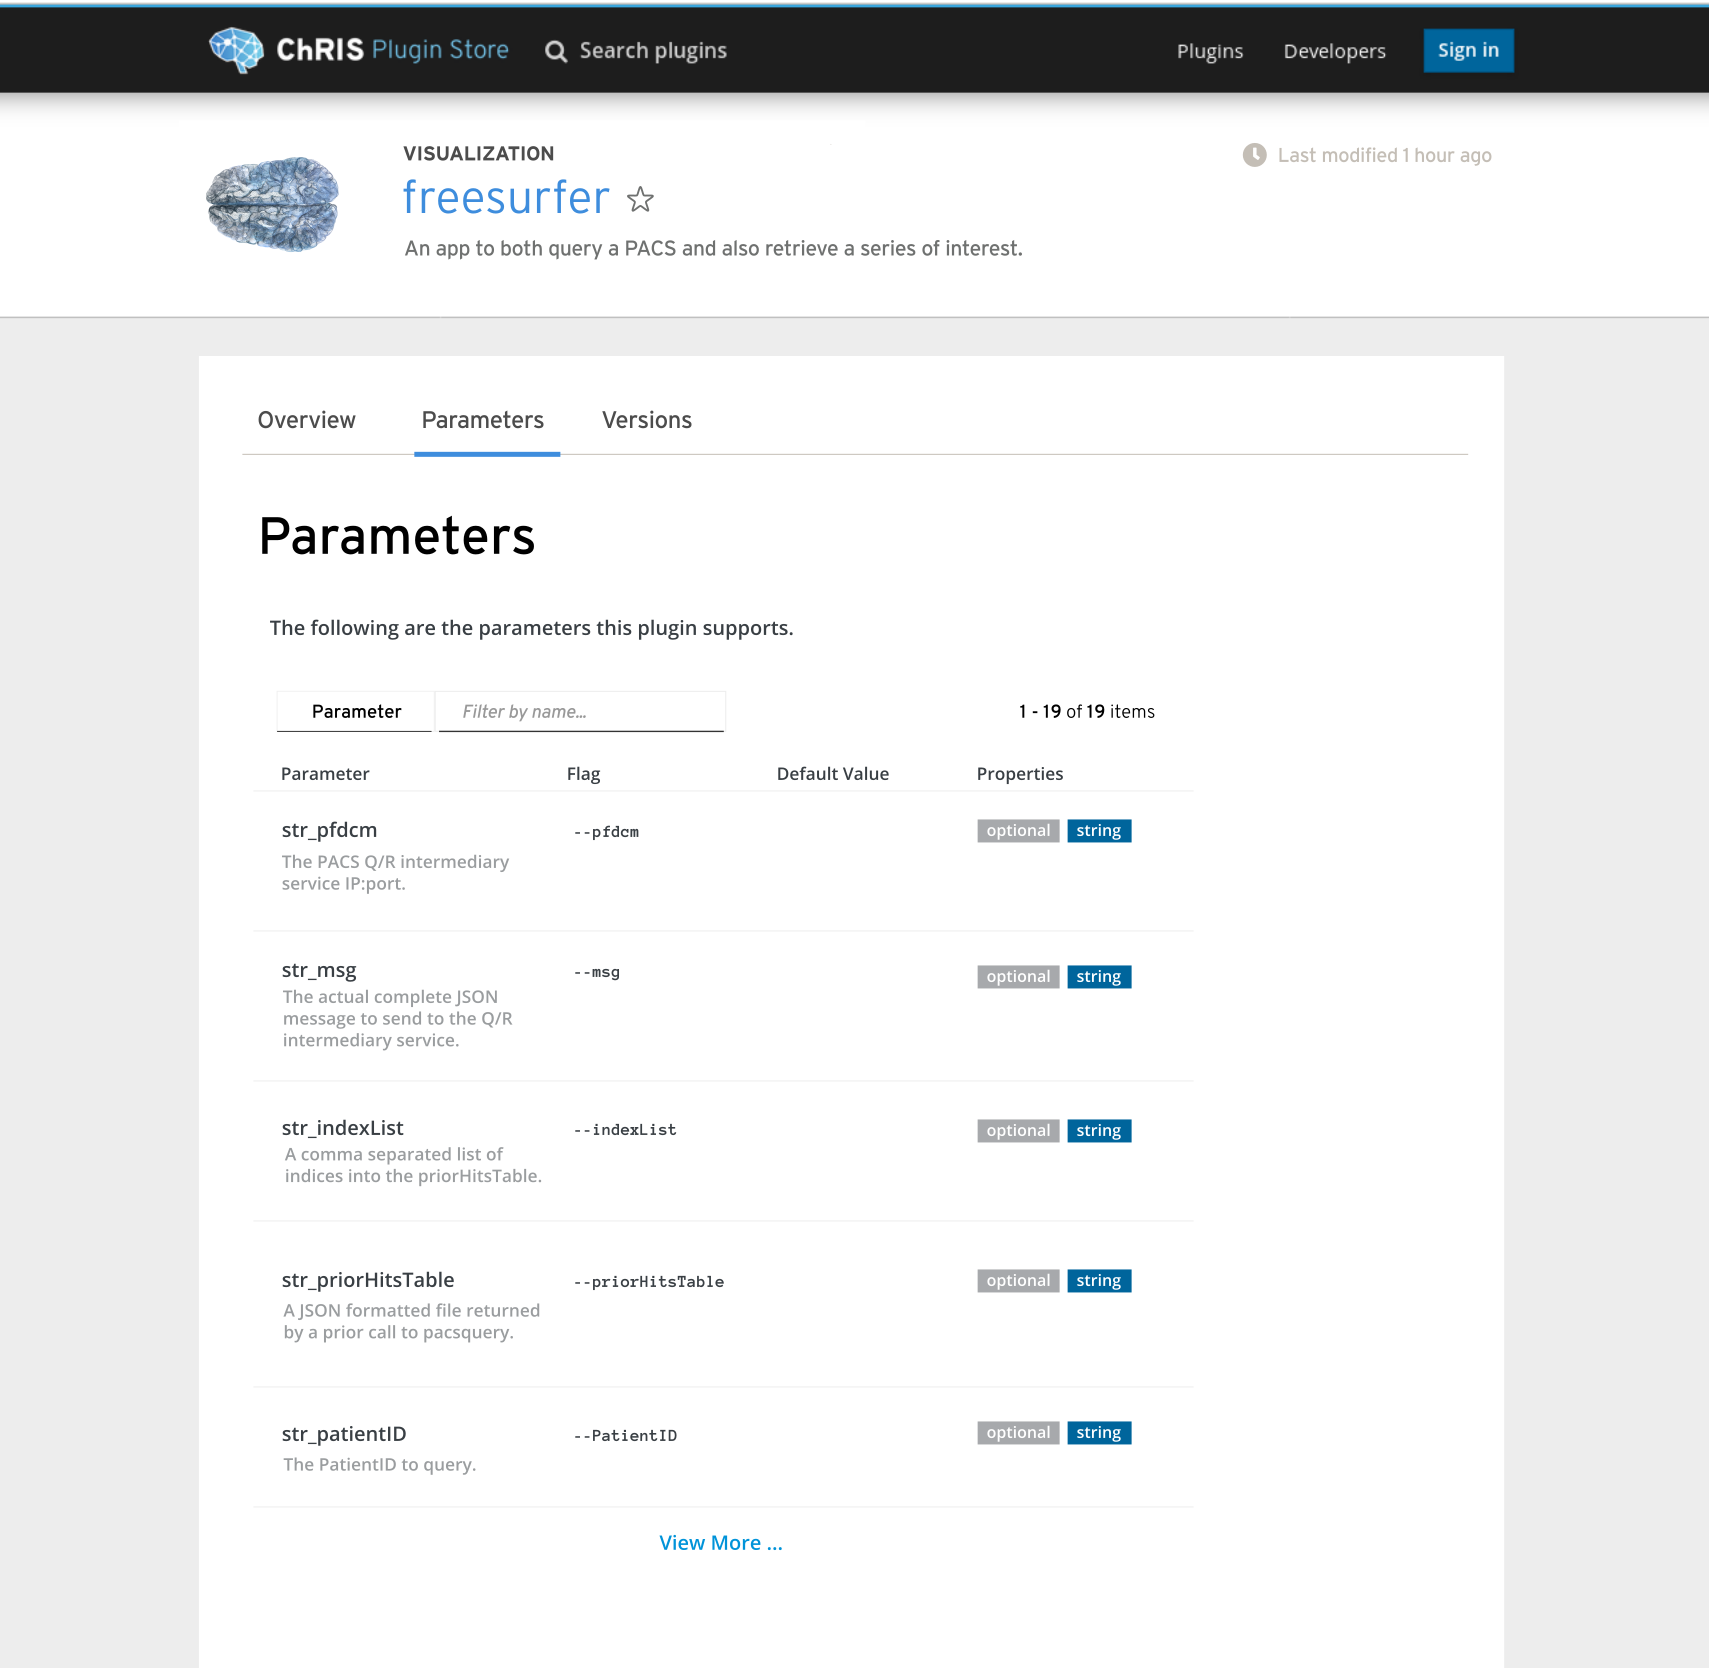 ChRIS Plugin Store Search plugins Plugins Developers Sign in
VISUALIZATION
Last modified 1 hour ago
freesurfer
An app to both query a PACS and also retrieve a series of interest.
Overview Parameters Versions
Parameters
The following are the parameters this plugin supports.
Parameter Filter by name... 1 - 19 of 19 items
Parameter Flag Default Value Properties
str_pfdcm --pfdcm optional string
The PACS Q/R intermediary
service IP:port.
str_msg --msg optional string
The actual complete JSON
message to send to the Q/R
intermediary service.
str_indexList --indexList optional string
A comma separated list of
indices into the priorHitsTable.
str_priorHitsTable --priorHitsTable optional string
A JSON formatted file returned
by a prior call to pacsquery.
str_patientID --PatientID optional string
The PatientID to query.
View More ...